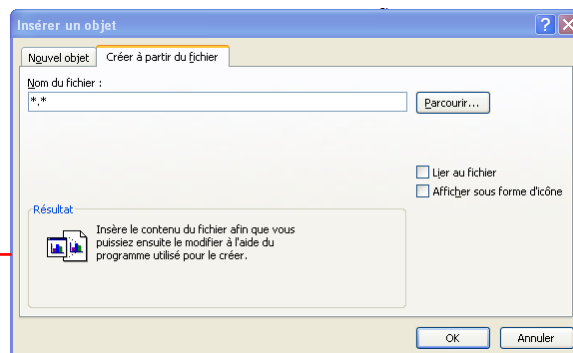 Insérer un objet
Nouvel objet
Créer à partir du fichier
Nom du fichier :
*.*
Parcourir...
Lier au fichier
Afficher sous forme d'icône
Résultat
Insère le contenu du fichier afin que vous
puissiez ensuite le modifier à l'aide du
programme utilisé pour le créer.
OK
Annuler